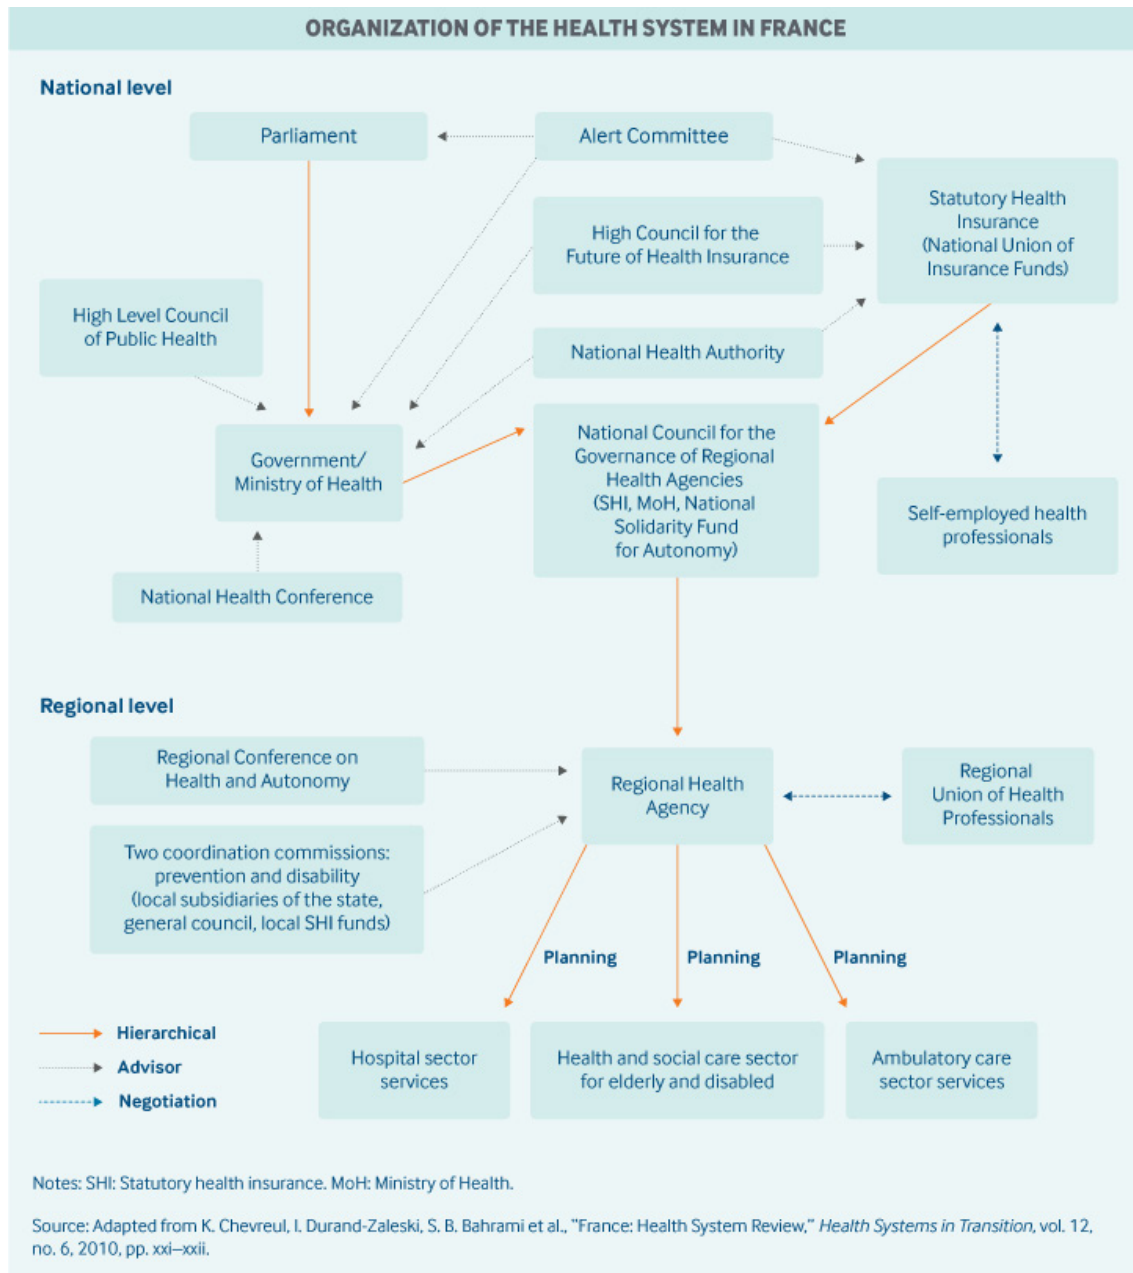 ORGANIZATION OF THE HEALTH SYSTEM IN FRANCE
National level
Parliament
Alert Committee
Statutory Health
Insurance
(National Union of
Insurance Funds)
High Council for the
Future of Health Insurance
High Level Council
of Public Health
National Health Authority
National Council for the
Governance of Regional
Health Agencies
(SHI, MoH, National
Solidarity Fund
for Autonomy)
Government/
Ministry of Health
Self-employed health
professionals
National Health Conference
Regional level
Regional Conference on
Health and Autonomy
Regional Health
Agency
Regional
Union of Health
Professionals
Two coordination commissions:
prevention and disability
(local subsidiaries of the state,
general council, local SHI funds)
Planning
Planning
Planning
Hierarchical
Advisor
Negotiation
Hospital sector
services
Health and social care sector
for elderly and disabled
Ambulatory care
sector services
Notes: SHI: Statutory health insurance. MoH: Ministry of Health.
Source: Adapted from K. Chevreul, I. Durand-Zaleski, S. B. Bahrami et al., “France: Health System Review,” Health Systems in Transition, vol. 12,
no. 6, 2010, pp. xxi–xxii.